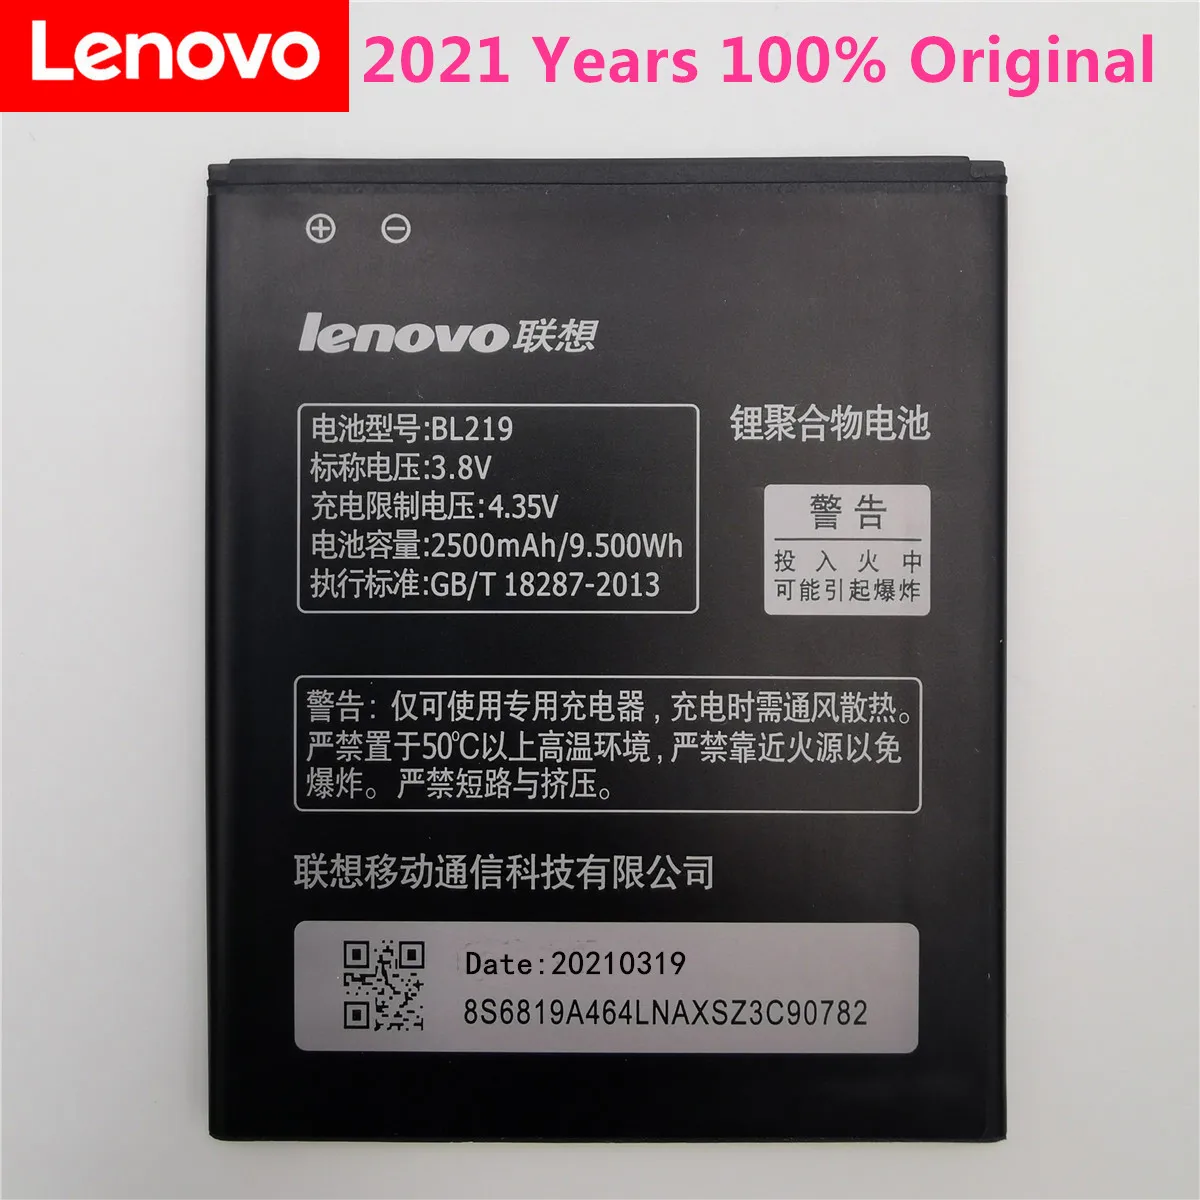 Lenovo
2021 Years 100% Original
⊕ ⊖
lenovo联想
电池型号:BL219
标称电压:3.8V
充电限制电压:4.35V
电池容量:2500mAh/9.500Wh
执行标准:GB/T 18287-2013
锂聚合物电池
警告
投入火中
可能引起爆炸
警告：仅可使用专用充电器，充电时需通风散热。
严禁置于50℃以上高温环境，严禁靠近火源以免
爆炸。严禁短路与挤压。
联想移动通信科技有限公司
Date:20210319
8S6819A464LNAXSZ3C90782